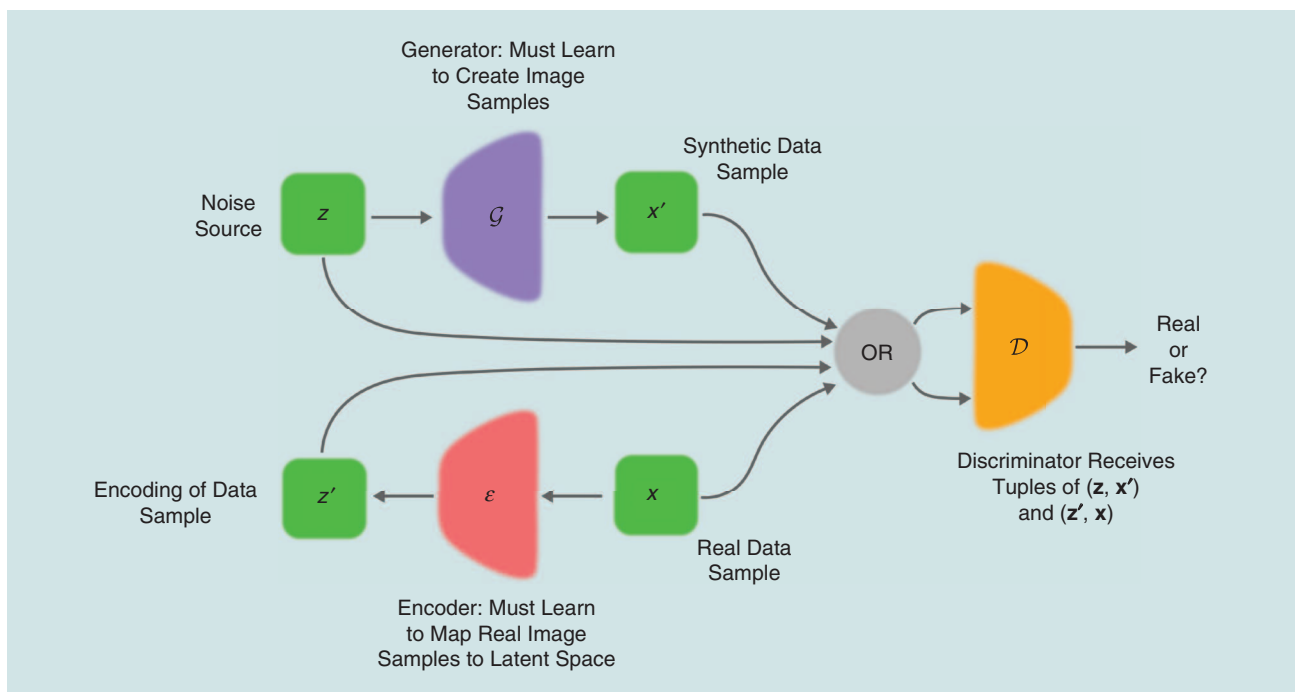 Generator: Must Learn
to Create Image
Samples
Synthetic Data
Sample
Noise
Source
z
𝒢
x′
OR
𝒟
Real
or
Fake?
Encoding of Data
Sample
z′
ε
x
Real Data
Sample
Discriminator Receives
Tuples of (z, x′)
and (z′, x)
Encoder: Must Learn
to Map Real Image
Samples to Latent Space